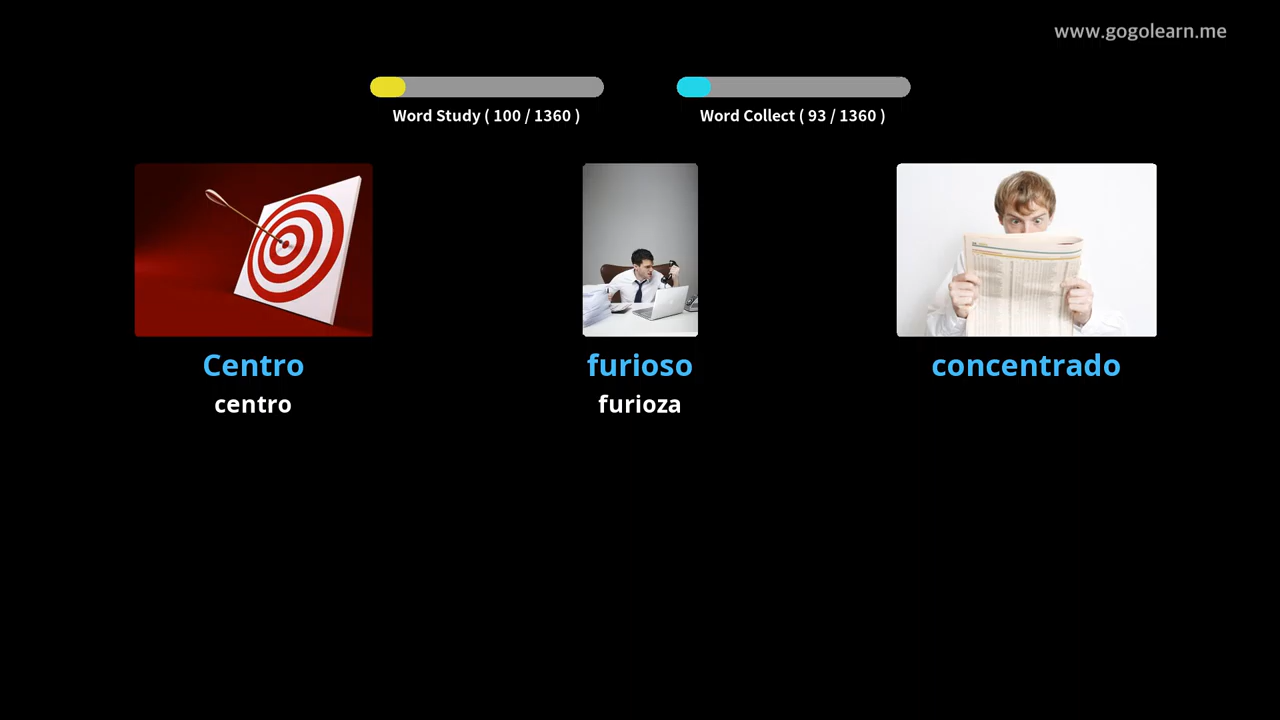 www.gogolearn.me
Word Study ( 100 / 1360 )
Word Collect ( 93 / 1360 )
Centro
furioso
concentrado
centro
furioza